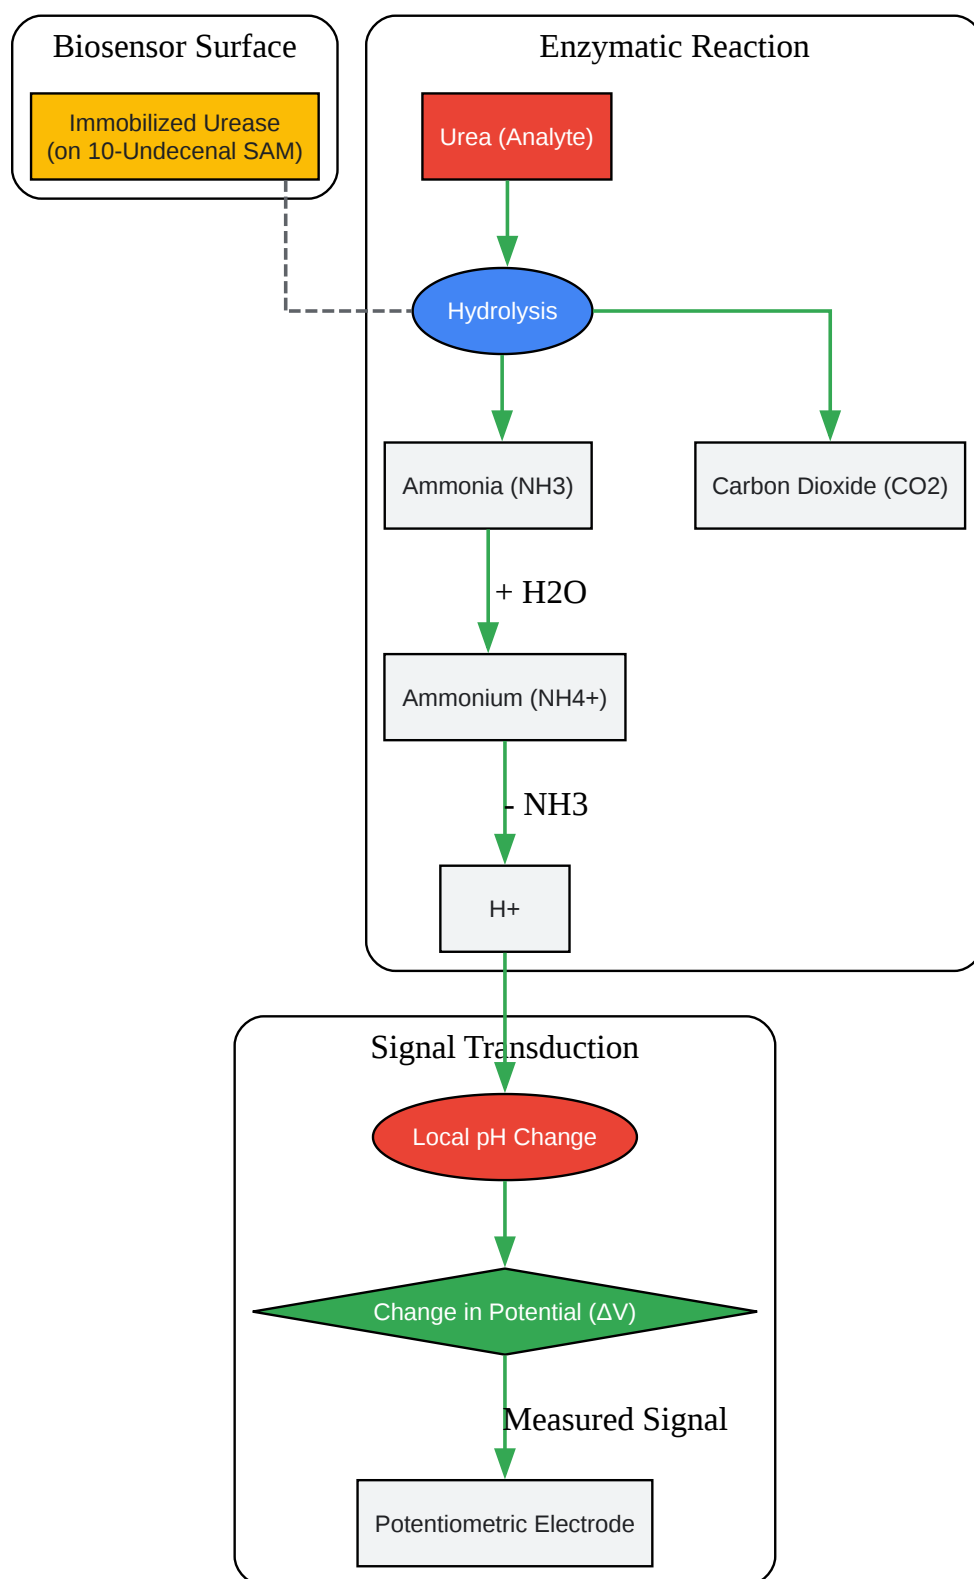 Biosensor Surface
Immobilized Urease
(on 10-Undecenal SAM)
Enzymatic Reaction
Urea (Analyte)
Hydrolysis
Ammonia (NH3)
Carbon Dioxide (CO2)
+ H2O
Ammonium (NH4+)
- NH3
H+
Signal Transduction
Local pH Change
Change in Potential (ΔV)
Measured Signal
Potentiometric Electrode